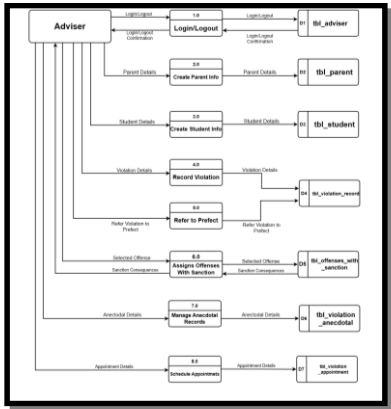 Adviser
Login/Logout
Login/Logout
Confirmation
1.0
Login/Logout
Login/Logout
Login/Logout
Confirmation
D1 tbl_adviser
Parent Details
2.0
Create Parent Info
Parent Details
D2 tbl_parent
Student Details
3.0
Create Student Info
Student Details
D3 tbl_student
Violation Details
4.0
Record Violation
Violation Details
D4 tbl_violation_record
Refer Violation to
Prefect
5.0
Refer to Prefect
Refer Violation to
Prefect
Selected Offense
Sanction Consequences
6.0
Assigns Offenses
With Sanction
Selected Offense
Sanction Consequences
D5 tbl_offenses_with
_sanction
Anectodal Details
7.0
Manage Anecdotal
Records
Anectodal Details
D6 tbl_violation
_anecdotal
Appointment Details
8.0
Schedule Appointmets
Appointment Details
D7 tbl_violation
_appointment